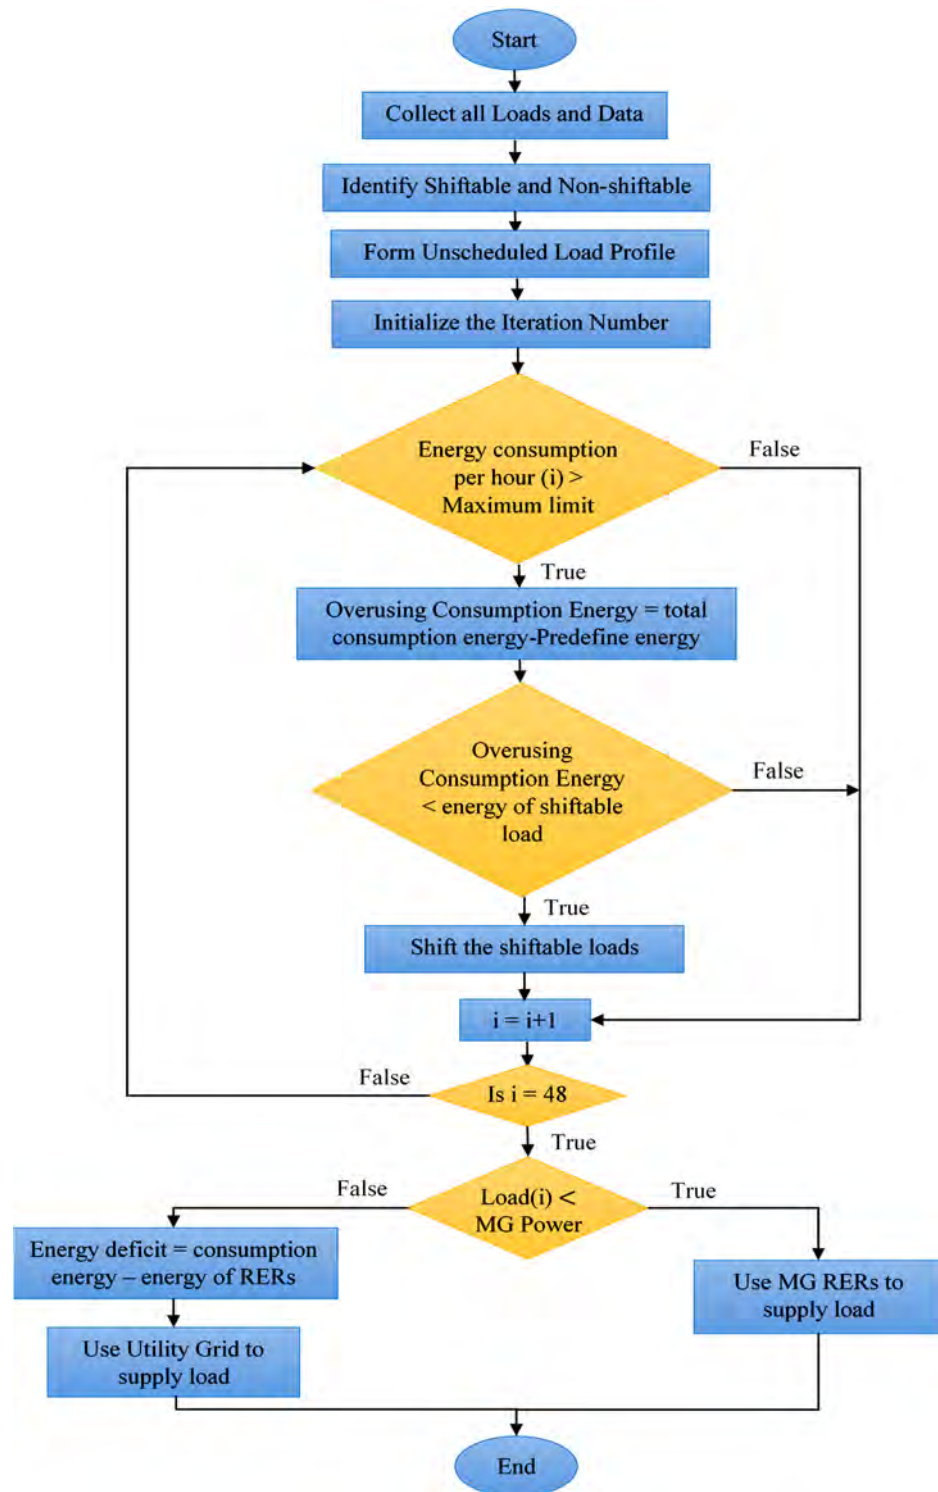 Start
Collect all Loads and Data
Identify Shiftable and Non-shiftable
Form Unscheduled Load Profile
Initialize the Iteration Number
Energy consumption
per hour (i) >
Maximum limit
False
True
Overusing Consumption Energy = total
consumption energy-Predefine energy
Overusing
Consumption Energy
< energy of shiftable
load
False
True
Shift the shiftable loads
i = i+1
False
Is i = 48
True
False
Load(i) <
MG Power
True
Energy deficit = consumption
energy – energy of RERs
Use MG RERs to
supply load
Use Utility Grid to
supply load
End